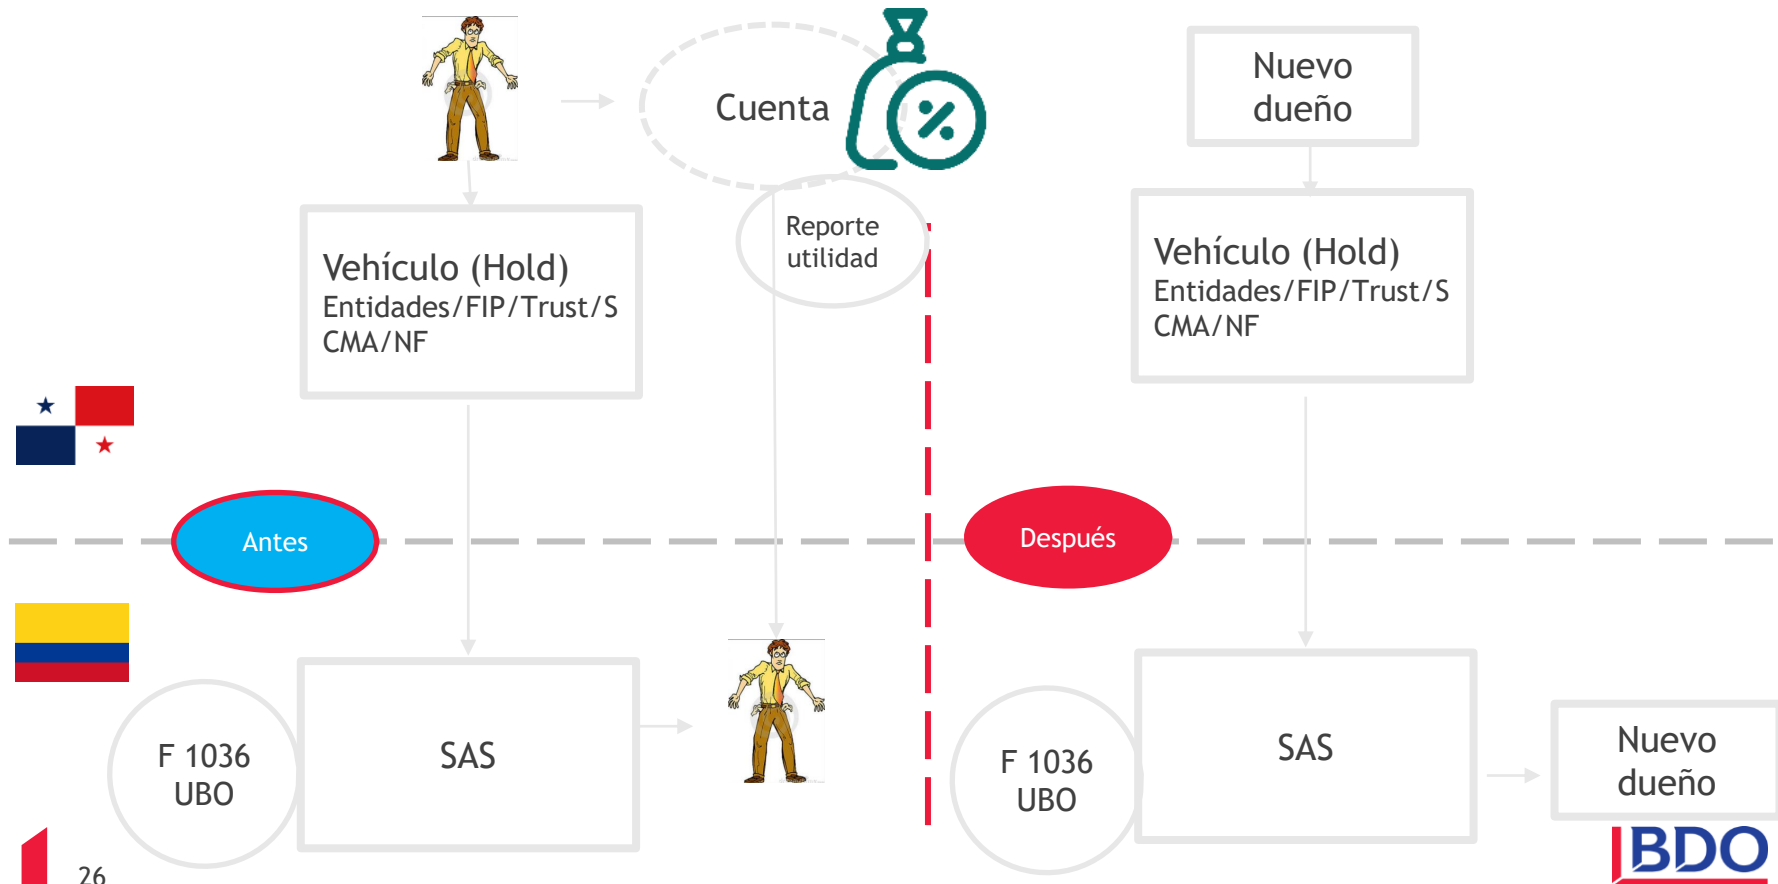 Cuenta
Nuevo
dueño
Reporte
utilidad
Vehículo (Hold)
Entidades/FIP/Trust/S
CMA/NF
Vehículo (Hold)
Entidades/FIP/Trust/S
CMA/NF
Antes
Después
F 1036
UBO
SAS
F 1036
UBO
SAS
Nuevo
dueño
26
BDO